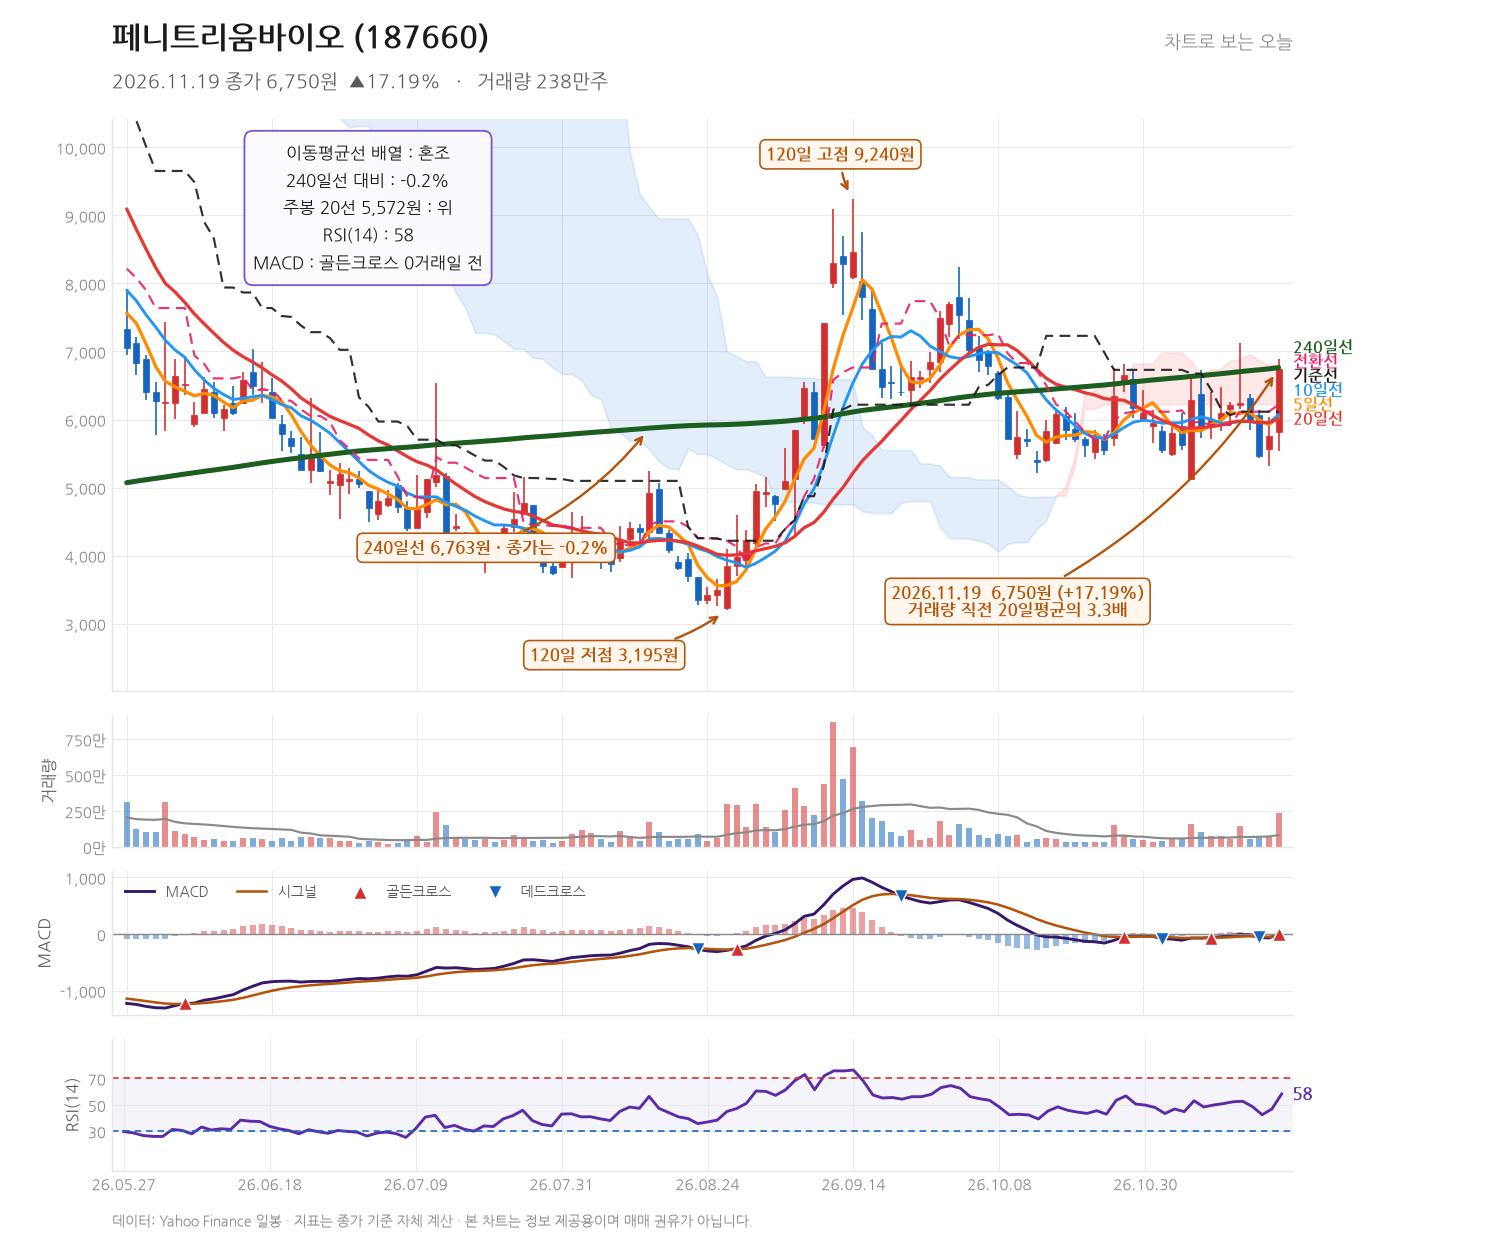 페니트리움바이오 (187660)
차트로 보는 오늘
2026.11.19 종가 6,750원 ▲17.19% · 거래량 238만주
이동평균선 배열 : 혼조
240일선 대비 : -0.2%
주봉 20선 5,572원 : 위
RSI(14) : 58
MACD : 골든크로스 0거래일 전
120일 고점 9,240원
10,000
9,000
8,000
7,000
6,000
5,000
4,000
3,000
240일선
전환선
기준선
10일선
5일선
20일선
240일선 6,763원 · 종가는 -0.2%
2026.11.19 6,750원 (+17.19%)
거래량 직전 20일평균의 3.3배
120일 저점 3,195원
거래량
750만
500만
250만
0만
MACD
1,000
0
-1,000
MACD 시그널 골든크로스 데드크로스
RSI(14)
70
50
30
58
26.05.27 26.06.18 26.07.09 26.07.31 26.08.24 26.09.14 26.10.08 26.10.30
데이터: Yahoo Finance 일봉 · 지표는 종가 기준 자체 계산 · 본 차트는 정보 제공용이며 매매 권유가 아닙니다.